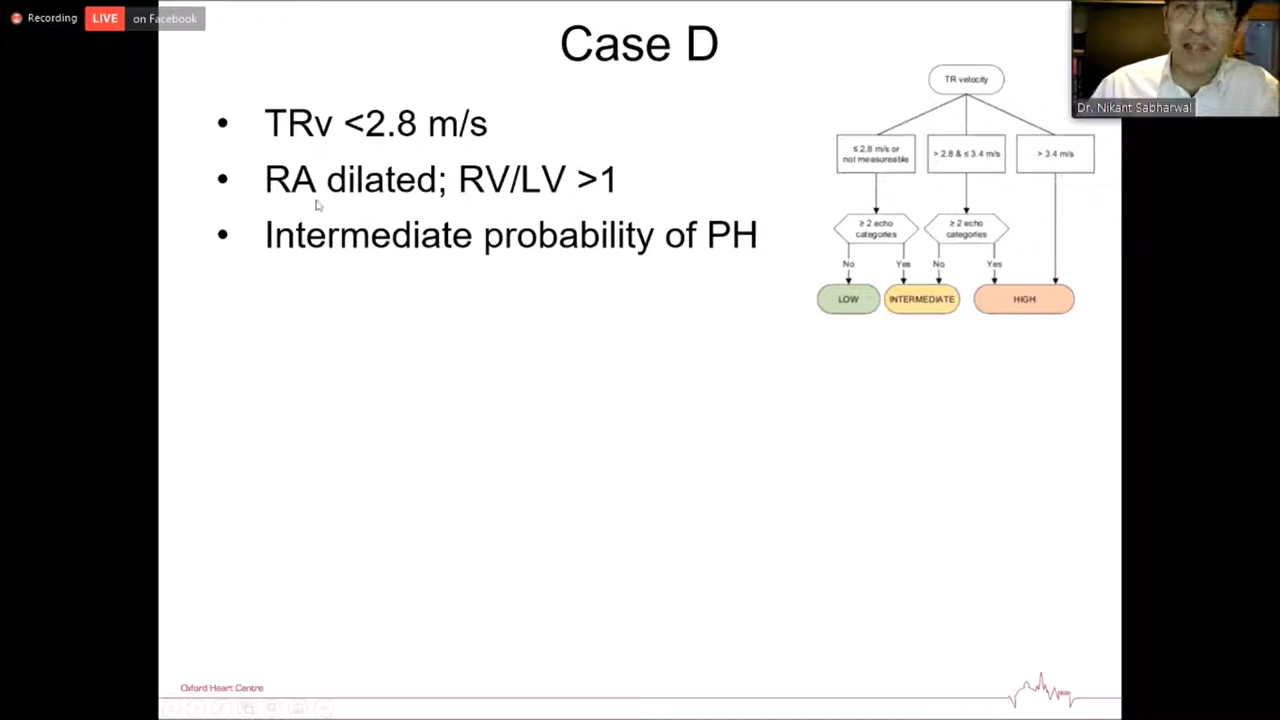 Recording
LIVE on Facebook
Case D
Dr. Nikant Sabharwal
• TRv <2.8 m/s
• RA dilated; RV/LV >1
• Intermediate probability of PH
TR velocity
≤ 2.8 m/s or
not measureable
> 2.8 & ≤ 3.4 m/s
> 3.4 m/s
≥ 2 echo
categories
≥ 2 echo
categories
No
Yes
No
Yes
LOW
INTERMEDIATE
HIGH
Oxford Heart Centre